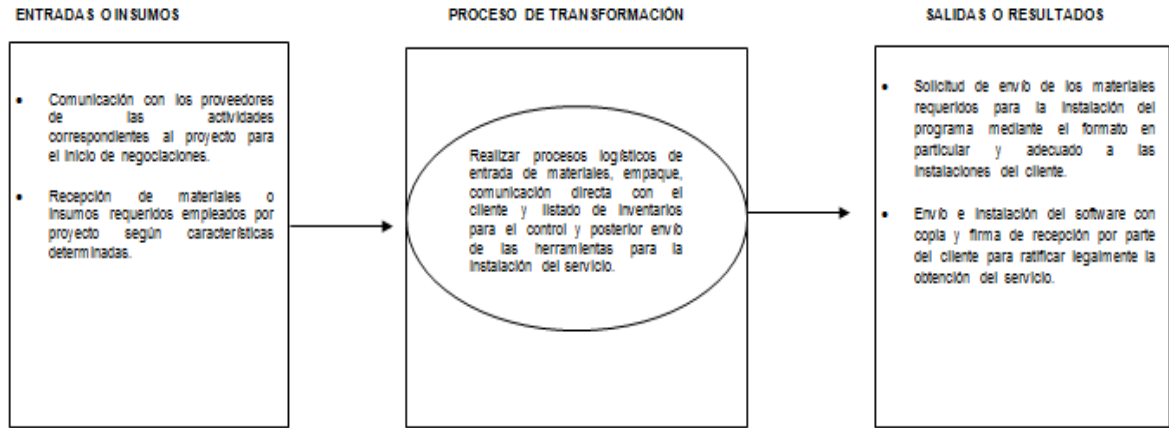 ENTRADAS O INSUMOS
Comunicación con los proveedores
de las actividades
correspondientes al proyecto para
el inicio de negociaciones.
Recepción de materiales o
insumos requeridos empleados por
proyecto según características
determinadas.
PROCESO DE TRANSFORMACIÓN
Realizar procesos logísticos de
entrada de materiales, empaque,
comunicación directa con el
cliente y listado de inventarios
para el control y posterior envío
de las herramientas para la
instalación del servicio.
SALIDAS O RESULTADOS
Solicitud de envío de los materiales
requeridos para la instalación del
programa mediante el formato en
particular y adecuado a las
instalaciones del cliente.
Envío e instalación del software con
copia y firma de recepción por parte
del cliente para ratificar legalmente la
obtención del servicio.